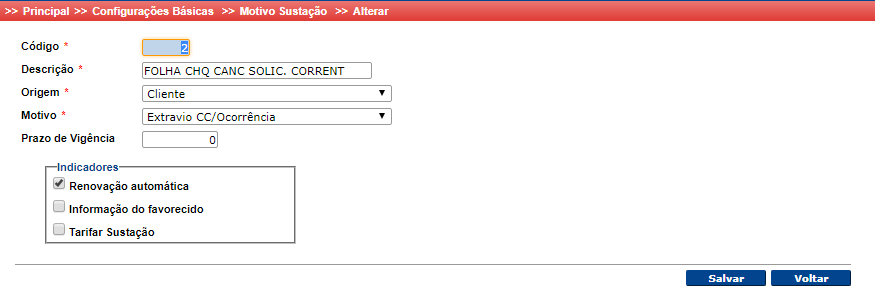 >> Principal >> Configurações Básicas >> Motivo Sustação >> Alterar
Código * 2
Descrição * FOLHA CHQ CANC SOLIC. CORRENT
Origem * Cliente
Motivo * Extravio CC/Ocorrência
Prazo de Vigência 0
Indicadores
Renovação automática
Informação do favorecido
Tarifar Sustação
Salvar Voltar